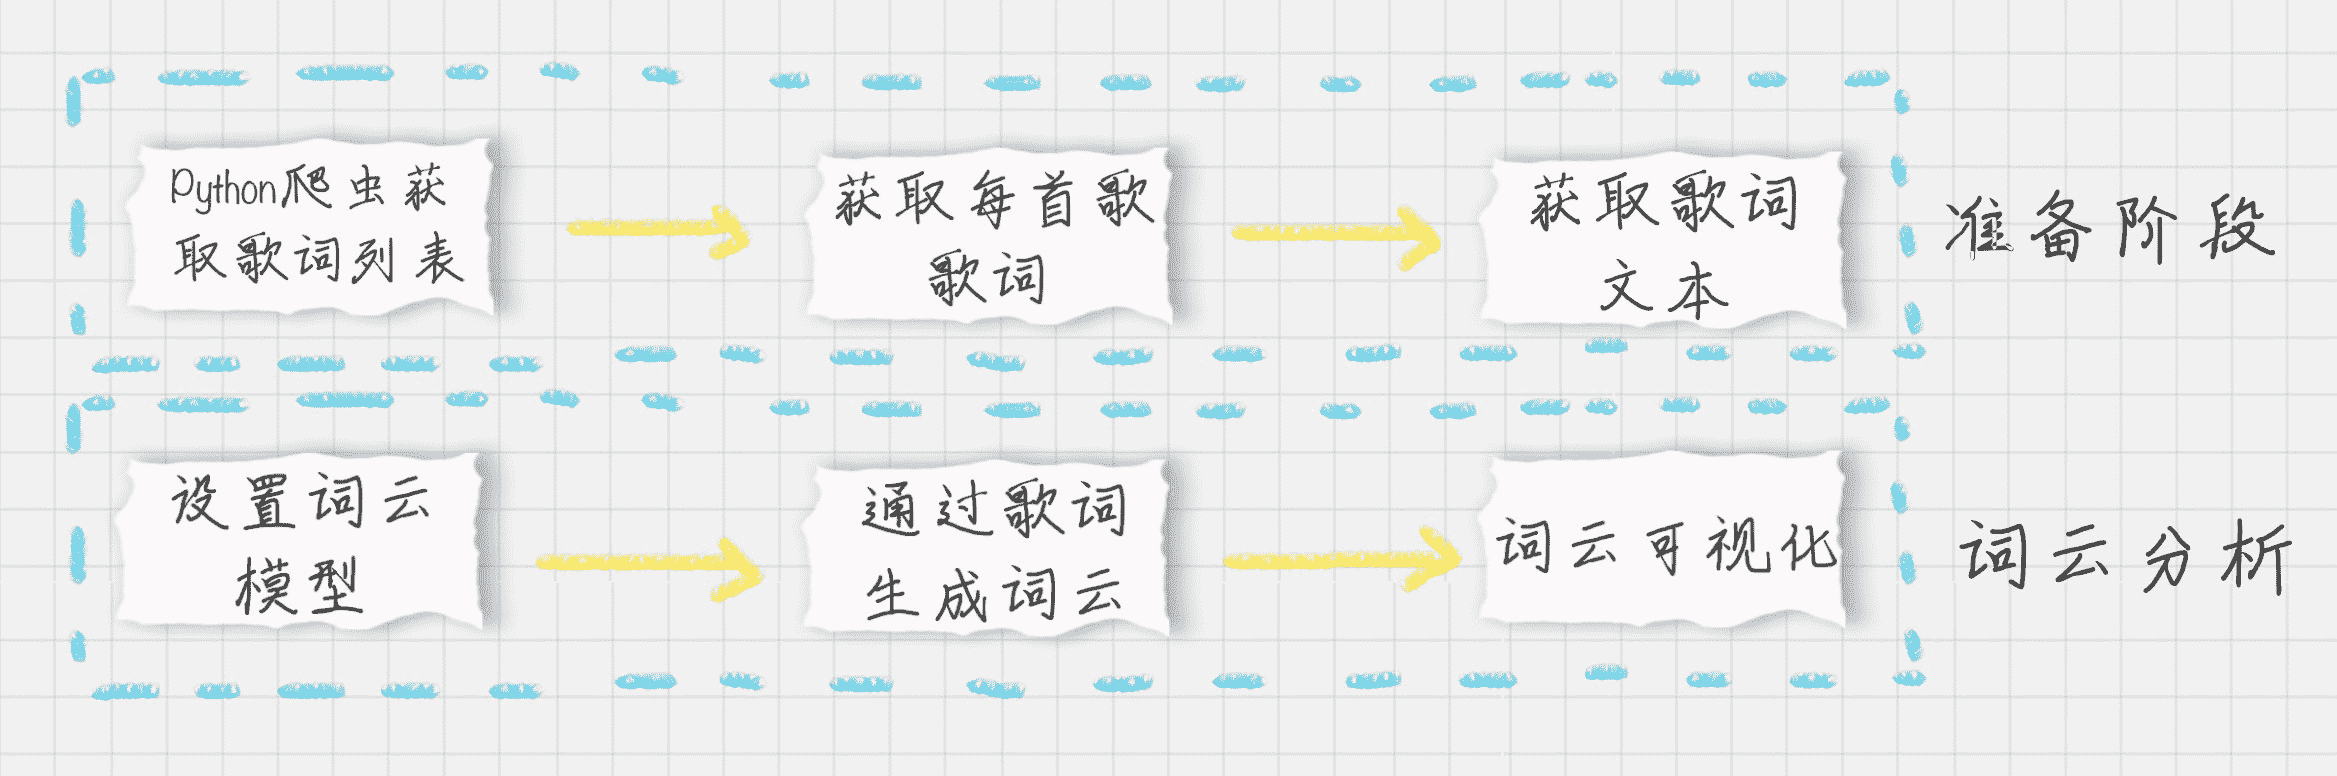 Python爬虫获
取歌词列表
获取每首歌
歌词
获取歌词
文本
准备阶段
设置词云
模型
通过歌词
生成词云
词云可视化
词云分析